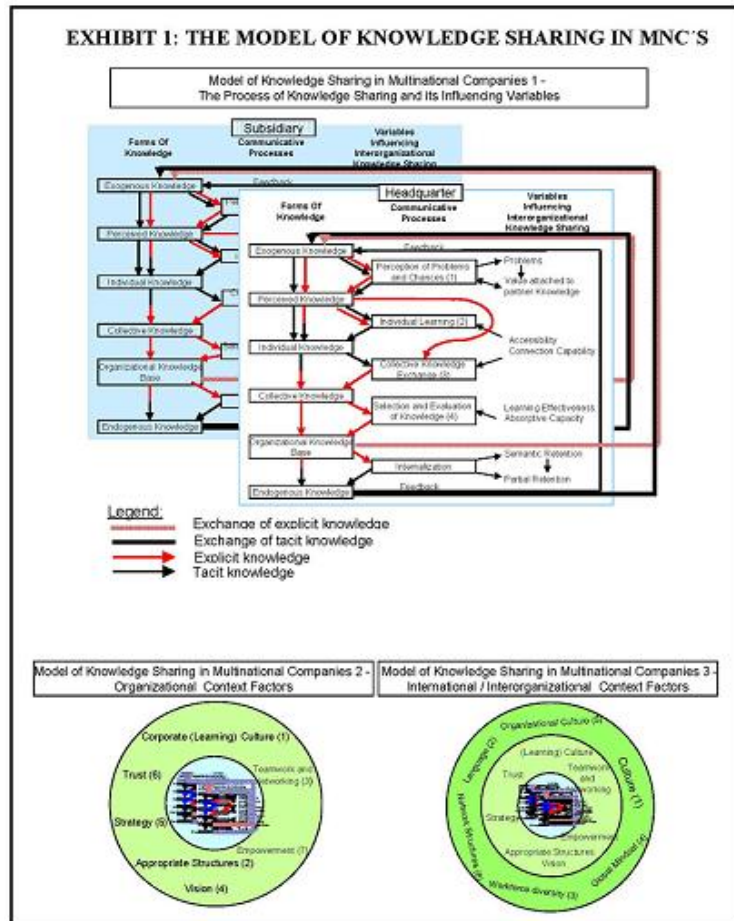 EXHIBIT 1: THE MODEL OF KNOWLEDGE SHARING IN MNC´S
Model of Knowledge Sharing in Multinational Companies 1 -
The Process of Knowledge Sharing and its Influencing Variables
Subsidiary
Forms Of
Knowledge
Communicative
Processes
Variables
Influencing
Interorganizational
Knowledge Sharing
Exogenous Knowledge
Feedback
Perceived Knowledge
Individual Knowledge
Collective Knowledge
Organizational Knowledge
Base
Endogenous Knowledge
Headquarter
Forms Of
Knowledge
Communicative
Processes
Variables
Influencing
Interorganizational
Knowledge Sharing
Exogenous Knowledge
Feedback
Perception of Problems
and Chances (1)
Problems
Value attached to
partner Knowledge
Perceived Knowledge
Individual Learning (2)
Accessibility
Connection Capability
Individual Knowledge
Collective Knowledge
Exchange (3)
Collective Knowledge
Selection and Evaluation
of Knowledge (4)
Learning Effectiveness
Absorptive Capacity
Organizational Knowledge
Base
Internalization
Semantic Retention
Partial Retention
Endogenous Knowledge
Feedback
Legend:
Exchange of explicit knowledge
Exchange of tacit knowledge
Explicit knowledge
Tacit knowledge
Model of Knowledge Sharing in Multinational Companies 2 -
Organizational Context Factors
Corporate (Learning) Culture (1)
Teamwork and
Networking (3)
Trust (6)
Strategy (5)
Empowerment (7)
Appropriate Structures (2)
Vision (4)
Model of Knowledge Sharing in Multinational Companies 3 -
International / Interorganizational Context Factors
Organizational Culture
Language (2)
Culture (1)
Network Structures
Global Mindset (4)
Workforce diversity (3)
(Learning) Culture
Trust
Teamwork
and
Networking
Strategy
Empowerment
Appropriate Structures
Vision